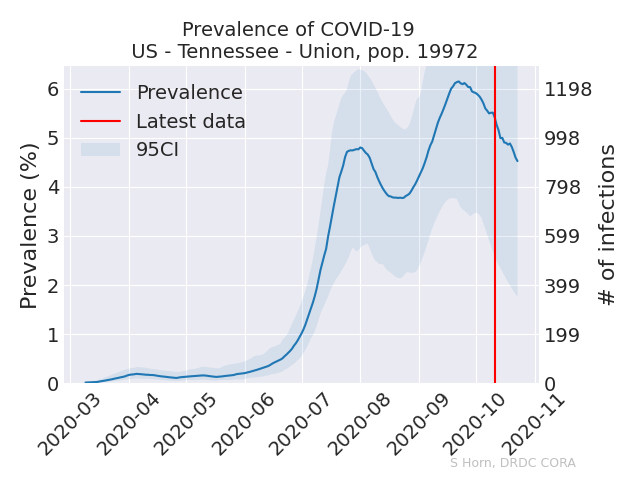 Prevalence of COVID-19
US - Tennessee - Union, pop. 19972
Prevalence
Latest data
95CI
Prevalence (%)
6
5
4
3
2
1
0
1198
998
798
599
399
199
0
# of infections
2020-03
2020-04
2020-05
2020-06
2020-07
2020-08
2020-09
2020-10
2020-11
S Horn, DRDC CORA